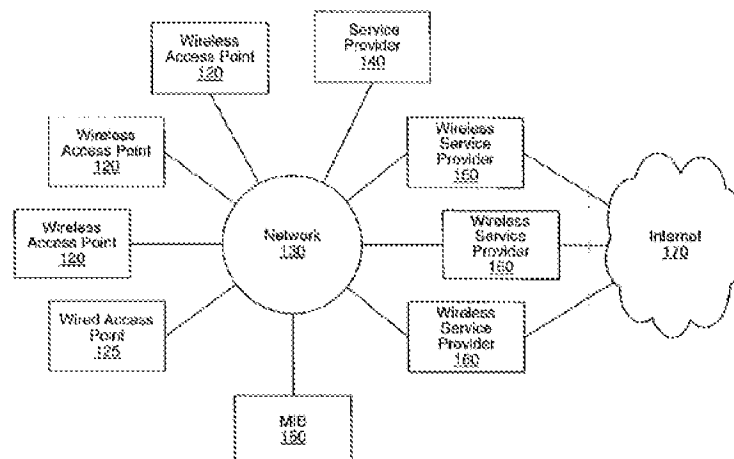 Wireless
Access Point
120
Service
Provider
140
Wireless
Access Point
120
Wireless
Service
Provider
160
Wireless
Access Point
120
Network
130
Wireless
Service
Provider
160
Internet
170
Wired Access
Point
125
Wireless
Service
Provider
160
MIB
150